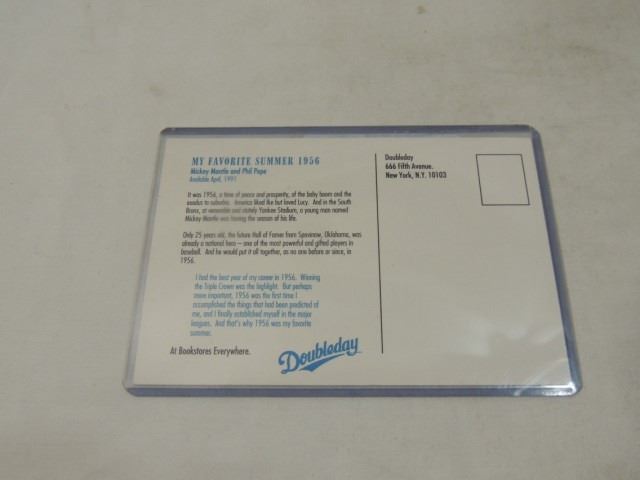 MY FAVORITE SUMMER 1956
Mickey Mantle and Phil Pepe
Available April, 1991
It was 1956, a time of peace and prosperity, of the baby boom and the
exodus to suburbia. America liked Ike but loved Lucy. And in the South
Bronx, at venerable and stately Yankee Stadium, a young man named
Mickey Mantle was having the season of his life.
Only 25 years old, the future Hall of Famer from Spavinow, Oklahoma, was
already a national hero – one of the most powerful and gifted players in
baseball. And he would put it all together, as no one before or since, in
1956.
I had the best year of my career in 1956. Winning
the Triple Crown was the highlight. But perhaps
more important, 1956 was the first time I
accomplished the things that had been predicted of
me, and I finally established myself in the major
leagues. And that's why 1956 was my favorite
summer.
At Bookstores Everywhere.
Doubleday
Doubleday
666 Fifth Avenue.
New York, N.Y. 10103